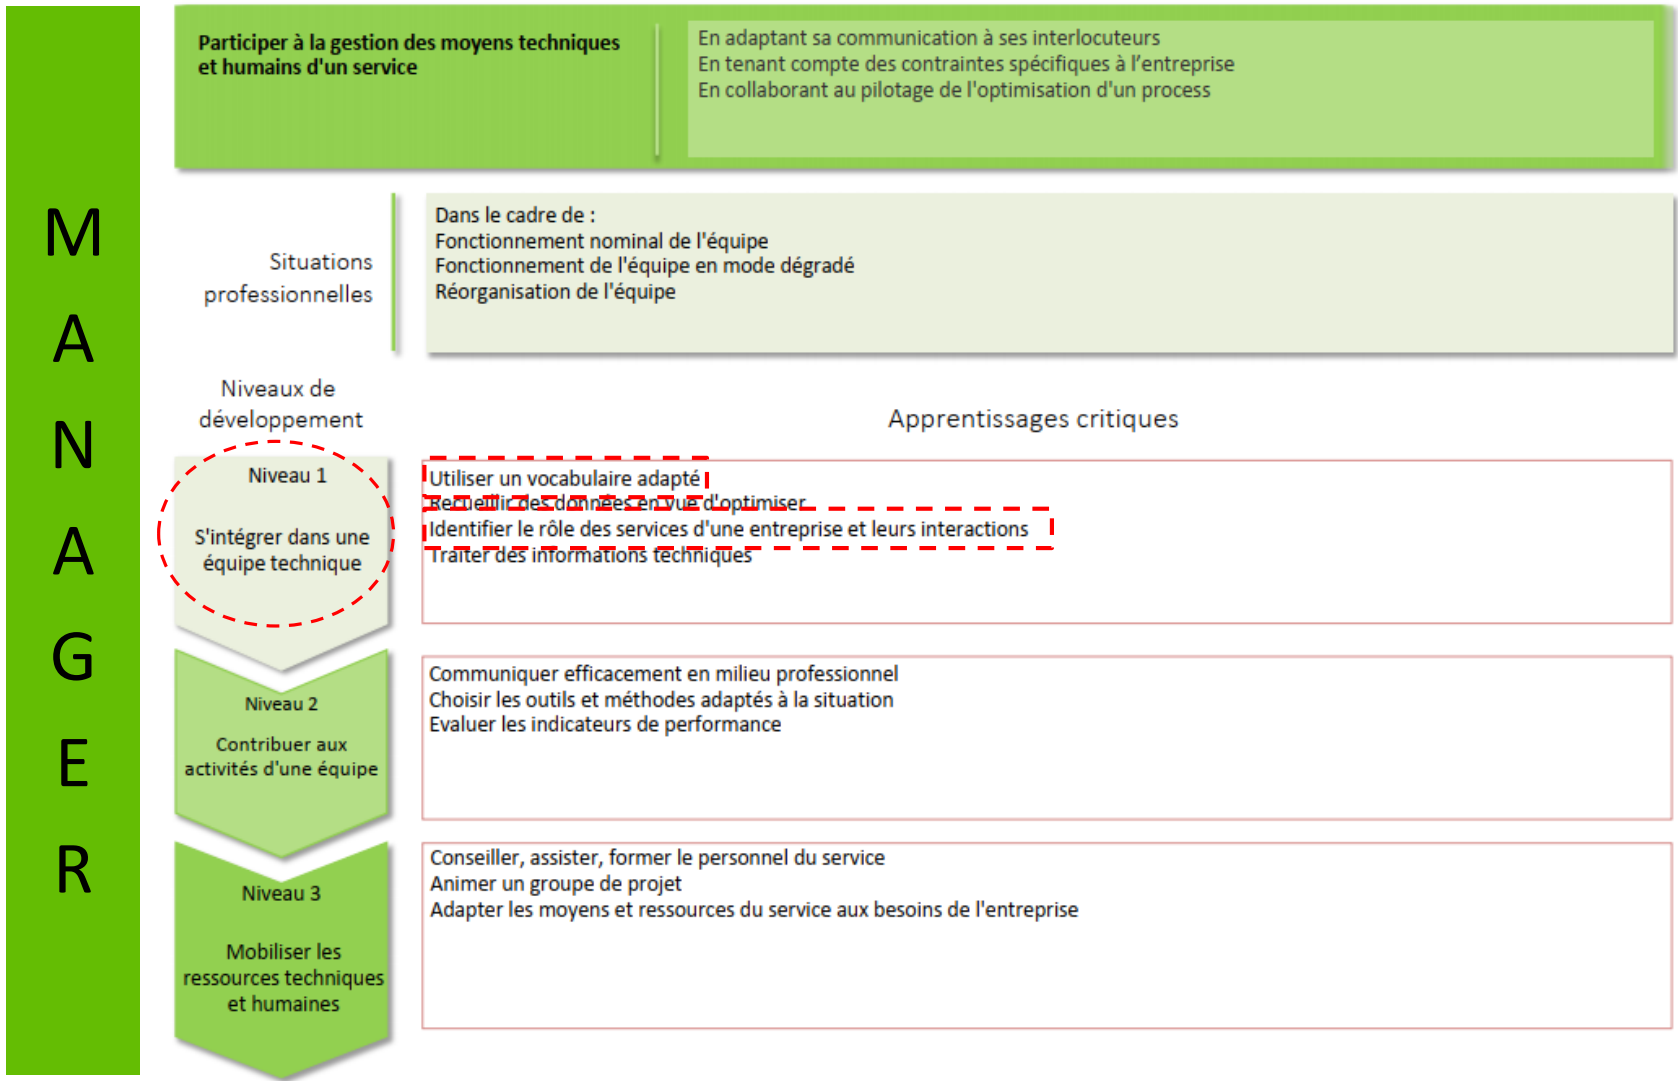 MANAGER
Participer à la gestion des moyens techniques
et humains d'un service
En adaptant sa communication à ses interlocuteurs
En tenant compte des contraintes spécifiques à l’entreprise
En collaborant au pilotage de l'optimisation d'un process
Situations
professionnelles
Dans le cadre de :
Fonctionnement nominal de l'équipe
Fonctionnement de l'équipe en mode dégradé
Réorganisation de l'équipe
Niveaux de
développement
Apprentissages critiques
Niveau 1
S'intégrer dans une
équipe technique
Utiliser un vocabulaire adapté
Recueillir des données en vue d'optimiser
Identifier le rôle des services d'une entreprise et leurs interactions
Traiter des informations techniques
Niveau 2
Contribuer aux
activités d'une équipe
Communiquer efficacement en milieu professionnel
Choisir les outils et méthodes adaptés à la situation
Evaluer les indicateurs de performance
Niveau 3
Mobiliser les
ressources techniques
et humaines
Conseiller, assister, former le personnel du service
Animer un groupe de projet
Adapter les moyens et ressources du service aux besoins de l'entreprise